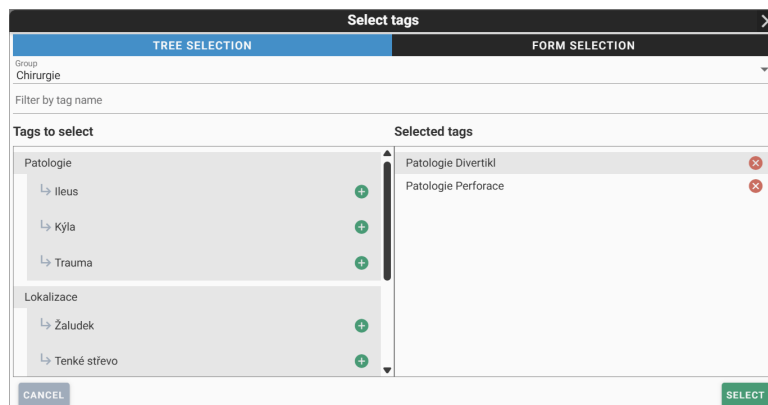 Select tags
TREE SELECTION
FORM SELECTION
Group
Chirurgie
Filter by tag name
Tags to select
Selected tags
Patologie
Ileus
Kýla
Trauma
Lokalizace
Žaludek
Tenké střevo
Patologie Divertikl
Patologie Perforace
CANCEL
SELECT